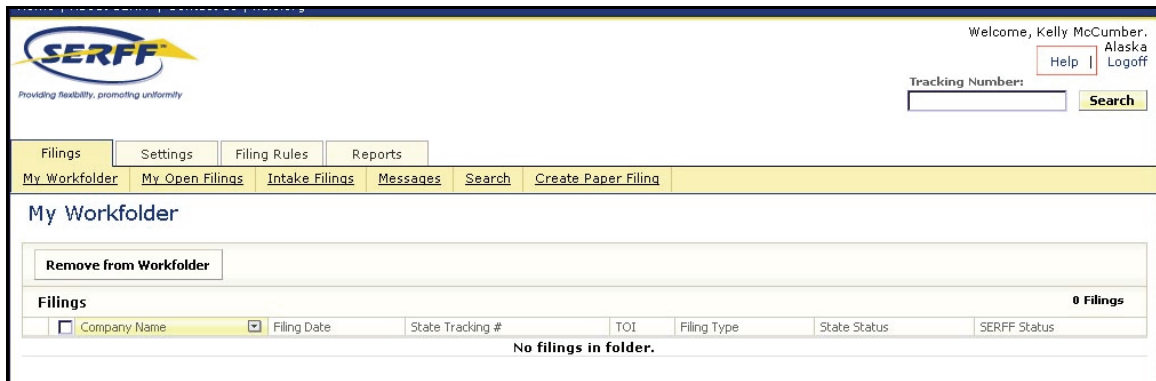 Welcome, Kelly McCumber.
Alaska
Help | Logoff
SERFF™
Providing flexibility, promoting uniformity
Tracking Number:
Search
Filings Settings Filing Rules Reports
My Workfolder My Open Filings Intake Filings Messages Search Create Paper Filing
My Workfolder
Remove from Workfolder
Filings 0 Filings
Company Name Filing Date State Tracking # TOI Filing Type State Status SERFF Status
No filings in folder.